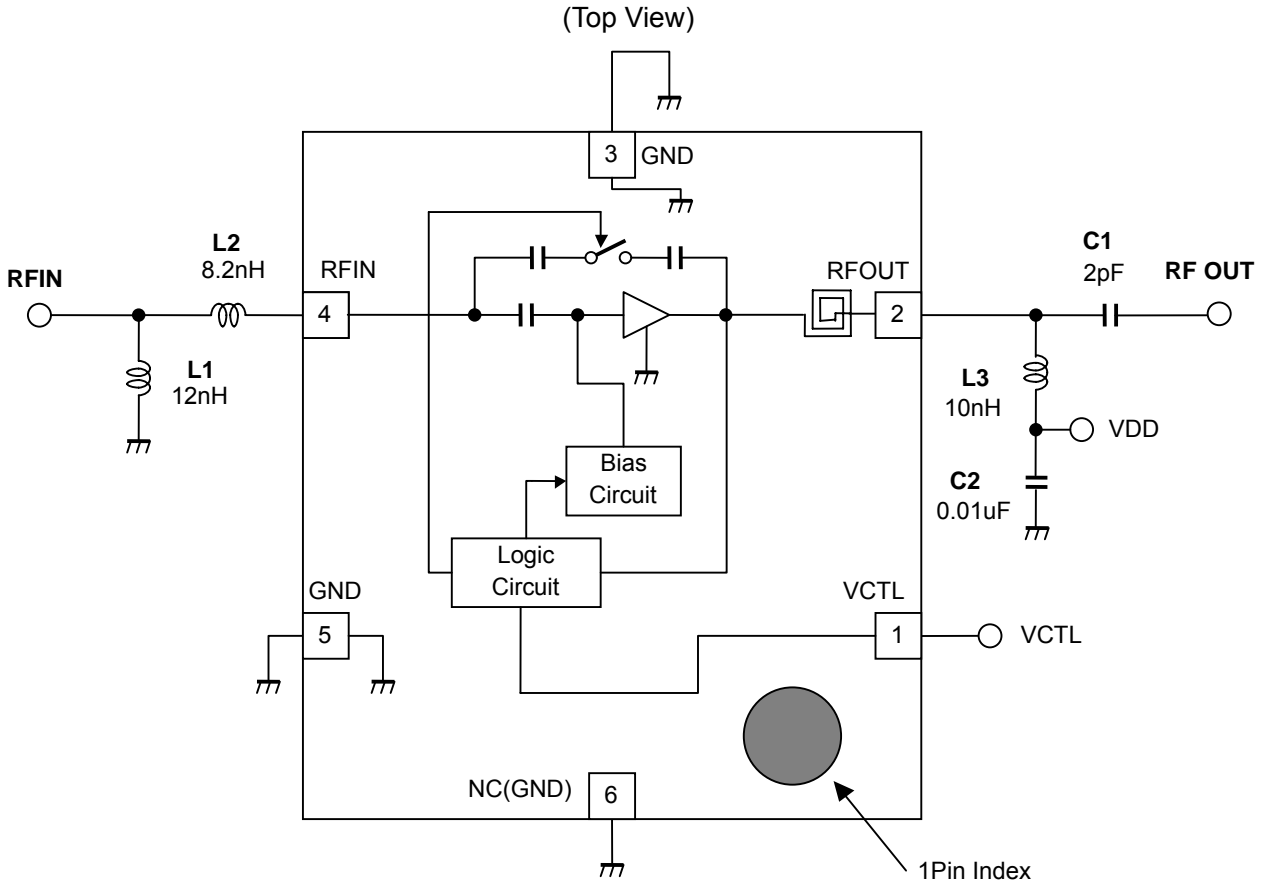 (Top View)
3
GND
L2
8.2nH
RFIN
RFIN
4
L1
12nH
RFOUT
2
C1
2pF
RF OUT
L3
10nH
VDD
C2
0.01uF
Bias
Circuit
Logic
Circuit
GND
5
VCTL
1
VCTL
NC(GND)
6
1Pin Index